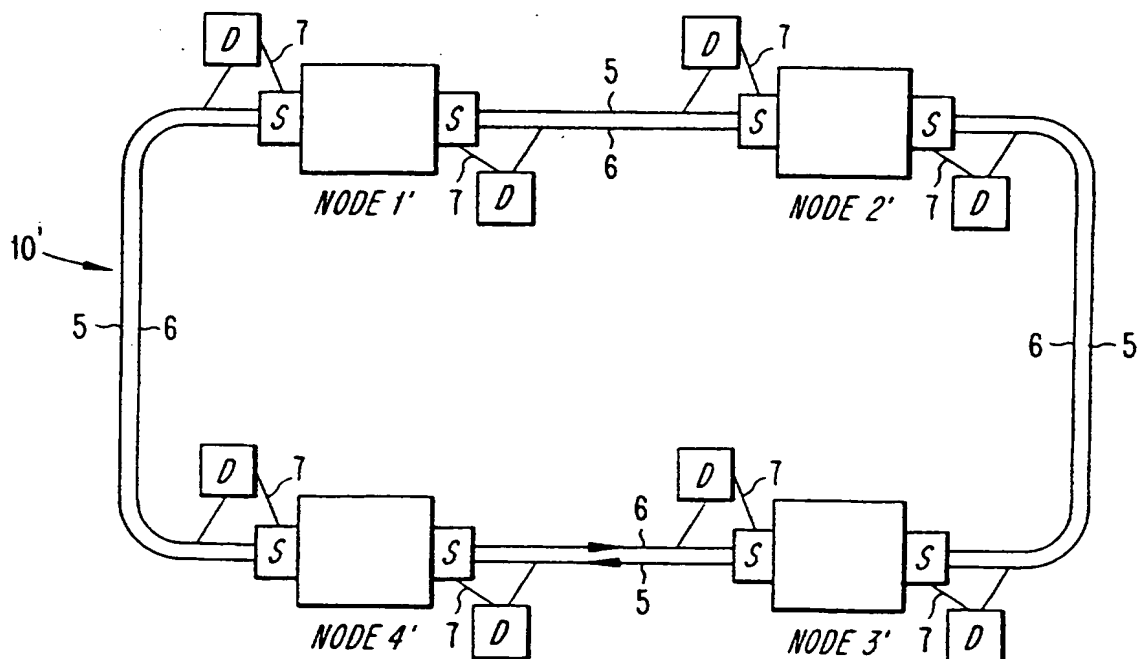 D 7 D 7
S S 5 S S
6
7 D 7 D
NODE 1' NODE 2'
10'
5 6 6 5
D 7 D 7
S S 6 S S
5
7 D 7 D
NODE 4' NODE 3'